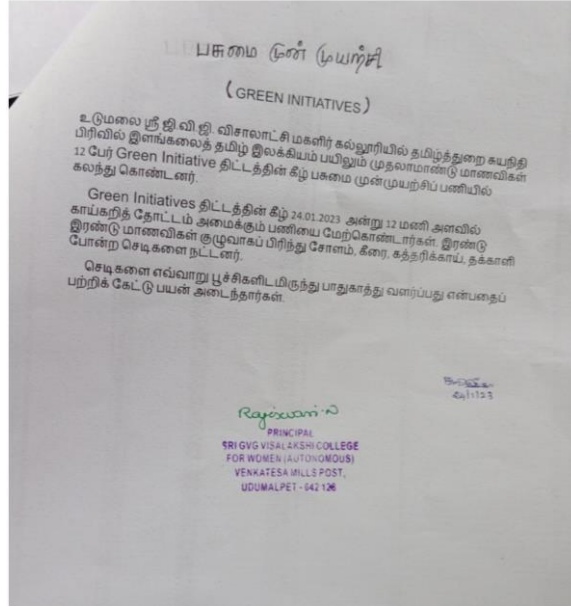 பசுமை முன் முயற்சி
(GREEN INITIATIVES)
உடுமலை ஸ்ரீ ஜி.வி.ஜி. விசாலாட்சி மகளிர் கல்லூரியில் தமிழ்த்துறை சுயநிதி
பிரிவில் இளங்கலைத் தமிழ் இலக்கியம் பயிலும் முதலாமாண்டு மாணவிகள்
12 பேர் Green Initiative திட்டத்தின் கீழ் பசுமை முன்முயற்சிப் பணியில்
கலந்து கொண்டனர்.
Green Initiatives திட்டத்தின் கீழ் 24.01.2023 அன்று 12 மணி அளவில்
காய்கறித் தோட்டம் அமைக்கும் பணியை மேற்கொண்டார்கள். இரண்டு
இரண்டு மாணவிகள் குழுவாகப் பிரிந்து சோளம், கீரை, கத்தரிக்காய், தக்காளி
போன்ற செடிகளை நட்டனர்.
செடிகளை எவ்வாறு பூச்சிகளிடமிருந்து பாதுகாத்து வளர்ப்பது என்பதைப்
பற்றிக் கேட்டு பயன் அடைந்தார்கள்.
24/1/23
Rajeswari.N
PRINCIPAL
SRI GVG VISALAKSHI COLLEGE
FOR WOMEN (AUTONOMOUS)
VENKATESA MILLS POST,
UDUMALPET - 642 126